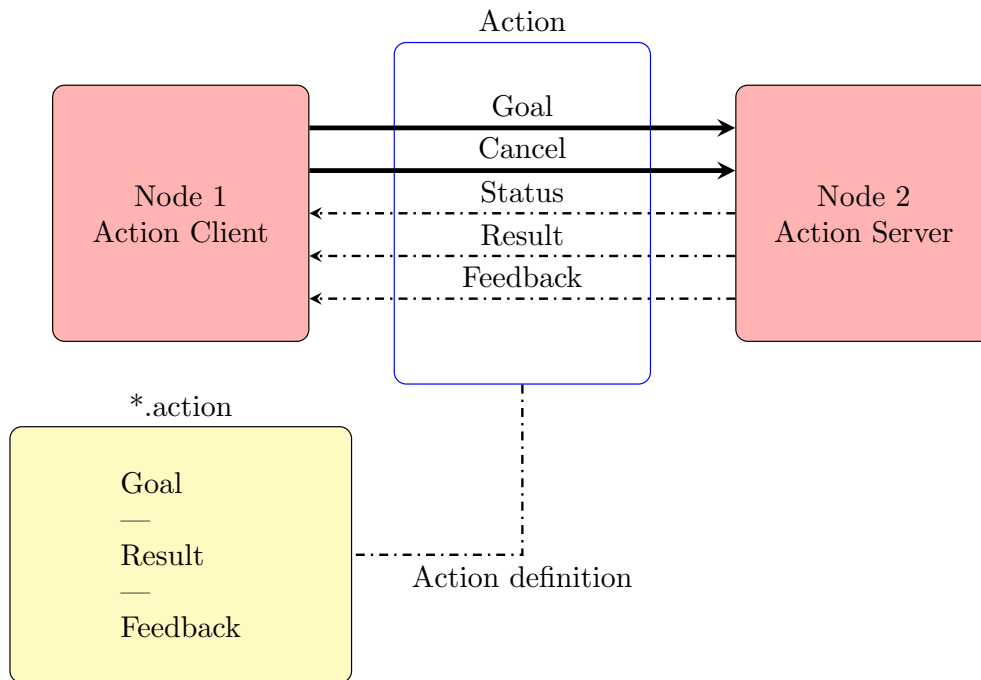 Action
Goal
Cancel
Status
Result
Feedback
Node 1
Action Client
Node 2
Action Server
*.action
Goal
—
Result
—
Feedback
Action definition